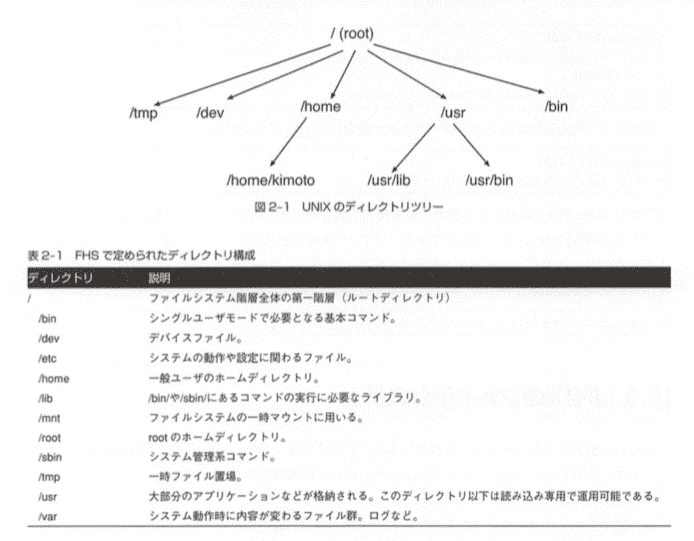 / (root)
/tmp /dev /home /usr /bin
/home/kimoto /usr/lib /usr/bin
図2-1 UNIXのディレクトリツリー
表2-1 FHSで定められたディレクトリ構成
ディレクトリ 説明
/ ファイルシステム階層全体の第一階層（ルートディレクトリ）
/bin シングルユーザモードで必要となる基本コマンド。
/dev デバイスファイル。
/etc システムの動作や設定に関わるファイル。
/home 一般ユーザのホームディレクトリ。
/lib /bin/や/sbin/にあるコマンドの実行に必要なライブラリ。
/mnt ファイルシステムの一時マウントに用いる。
/root rootのホームディレクトリ。
/sbin システム管理系コマンド。
/tmp 一時ファイル置場。
/usr 大部分のアプリケーションなどが格納される。このディレクトリ以下は読み込み専用で運用可能である。
/var システム動作時に内容が変わるファイル群。ログなど。